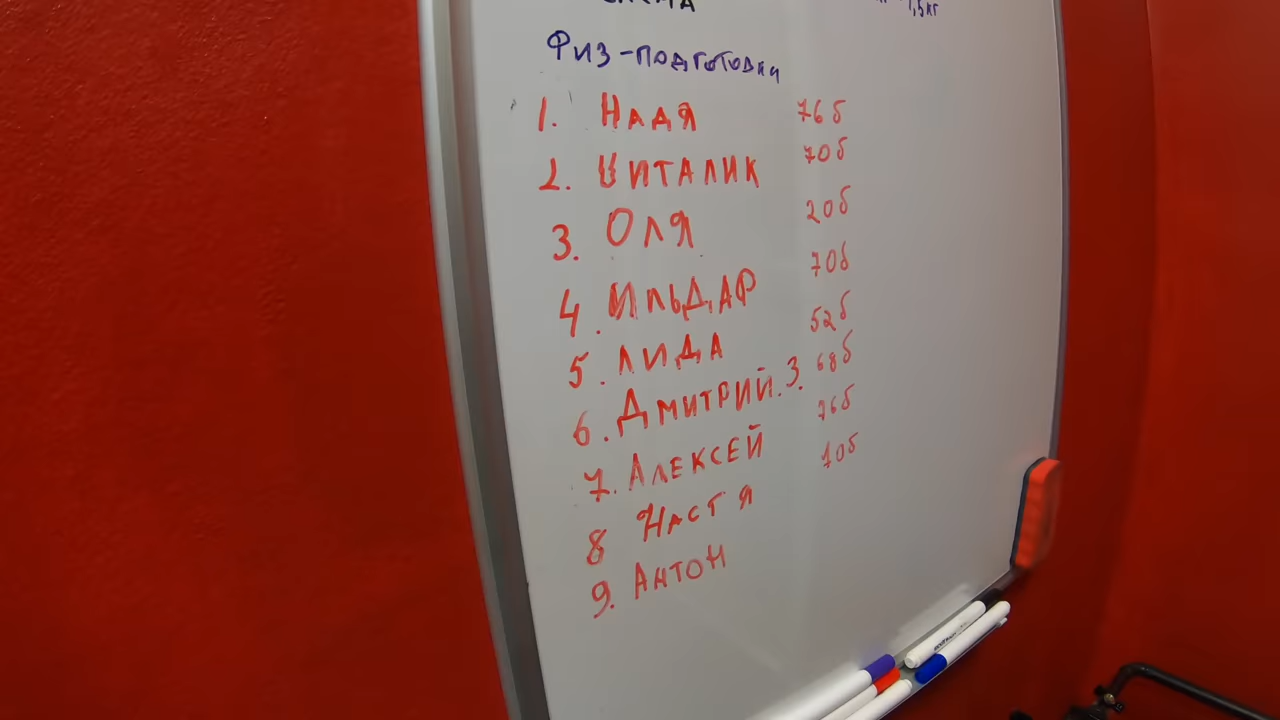 Физ-подготовки
1. Надя 76б
2. Виталик 70б
3. Оля 20б
4. Ильдар 70б
5. Лида 52б
6. Дмитрий.З. 68б
7. Алексей 76б
8 Настя 70б
9. Антон